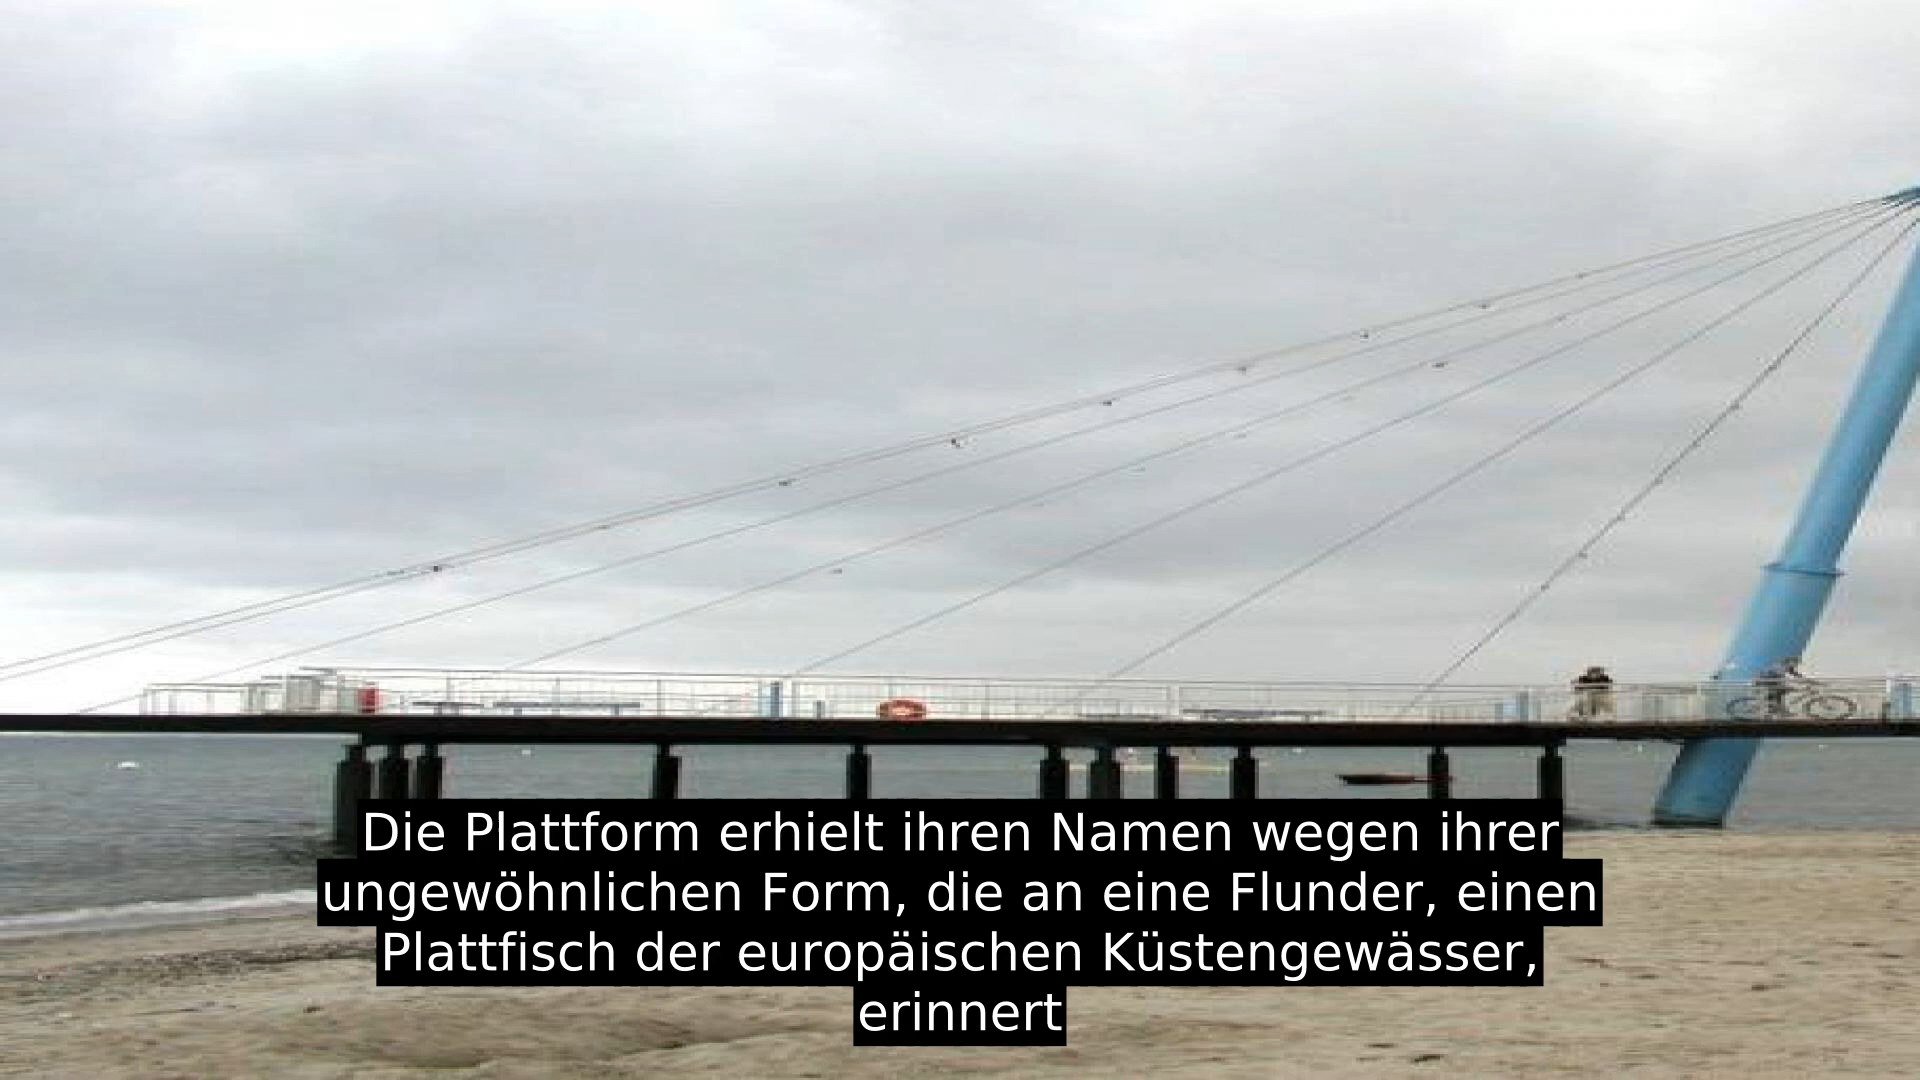 Die Plattform erhielt ihren Namen wegen ihrer
ungewöhnlichen Form, die an eine Flunder, einen
Plattfisch der europäischen Küstengewässer,
erinnert